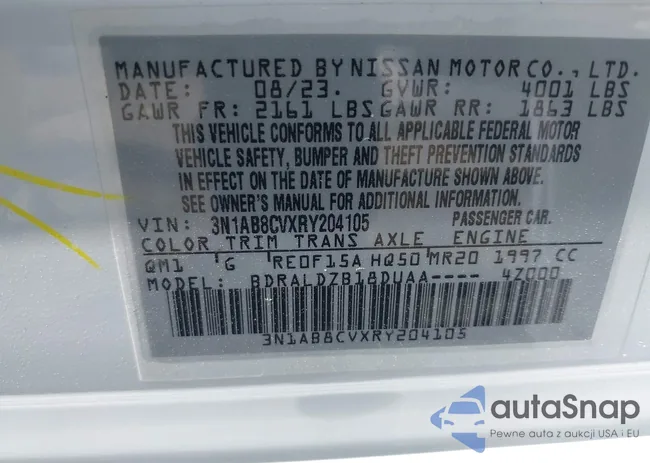 MANUFACTURED BY NISSAN MOTOR CO., LTD.
DATE: 08/23. GVWR: 4001 LBS
GAWR FR: 2161 LBS GAWR RR: 1863 LBS
THIS VEHICLE CONFORMS TO ALL APPLICABLE FEDERAL MOTOR
VEHICLE SAFETY, BUMPER AND THEFT PREVENTION STANDARDS
IN EFFECT ON THE DATE OF MANUFACTURE SHOWN ABOVE.
SEE OWNER'S MANUAL FOR ADDITIONAL INFORMATION.
VIN: 3N1AB8CVXRY204105 PASSENGER CAR.
COLOR TRIM TRANS AXLE ENGINE
QM1 G RE0F15A HQ50 MR20 1997 CC
MODEL: BDRALDZB18DUAA---- 4Z000
3N1AB8CVXRY204105
autaSnap
Pewne auta z aukcji USA i EU